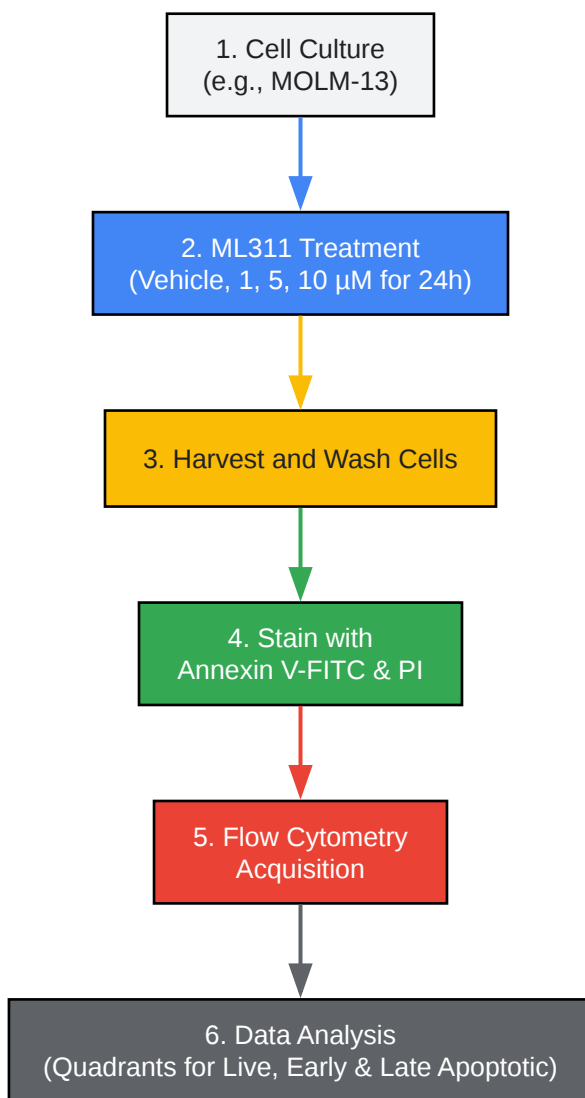 1. Cell Culture
(e.g., MOLM-13)
2. ML311 Treatment
(Vehicle, 1, 5, 10 µM for 24h)
3. Harvest and Wash Cells
4. Stain with
Annexin V-FITC & PI
5. Flow Cytometry
Acquisition
6. Data Analysis
(Quadrants for Live, Early & Late Apoptotic)